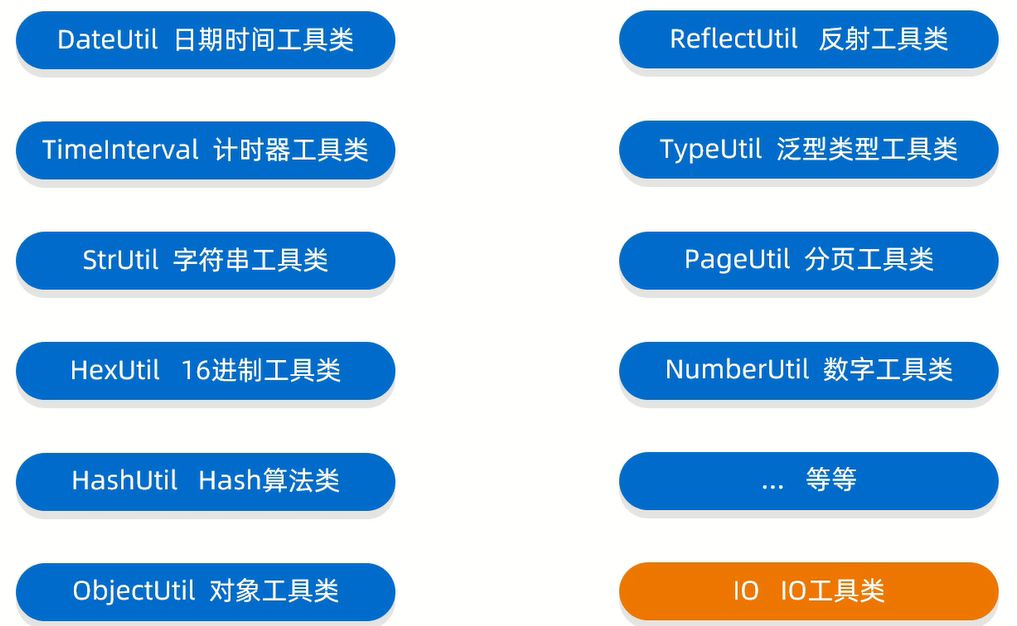 DateUtil 日期时间工具类
TimeInterval 计时器工具类
StrUtil 字符串工具类
HexUtil 16进制工具类
HashUtil Hash算法类
ObjectUtil 对象工具类
ReflectUtil 反射工具类
TypeUtil 泛型类型工具类
PageUtil 分页工具类
NumberUtil 数字工具类
... 等等
IO IO工具类